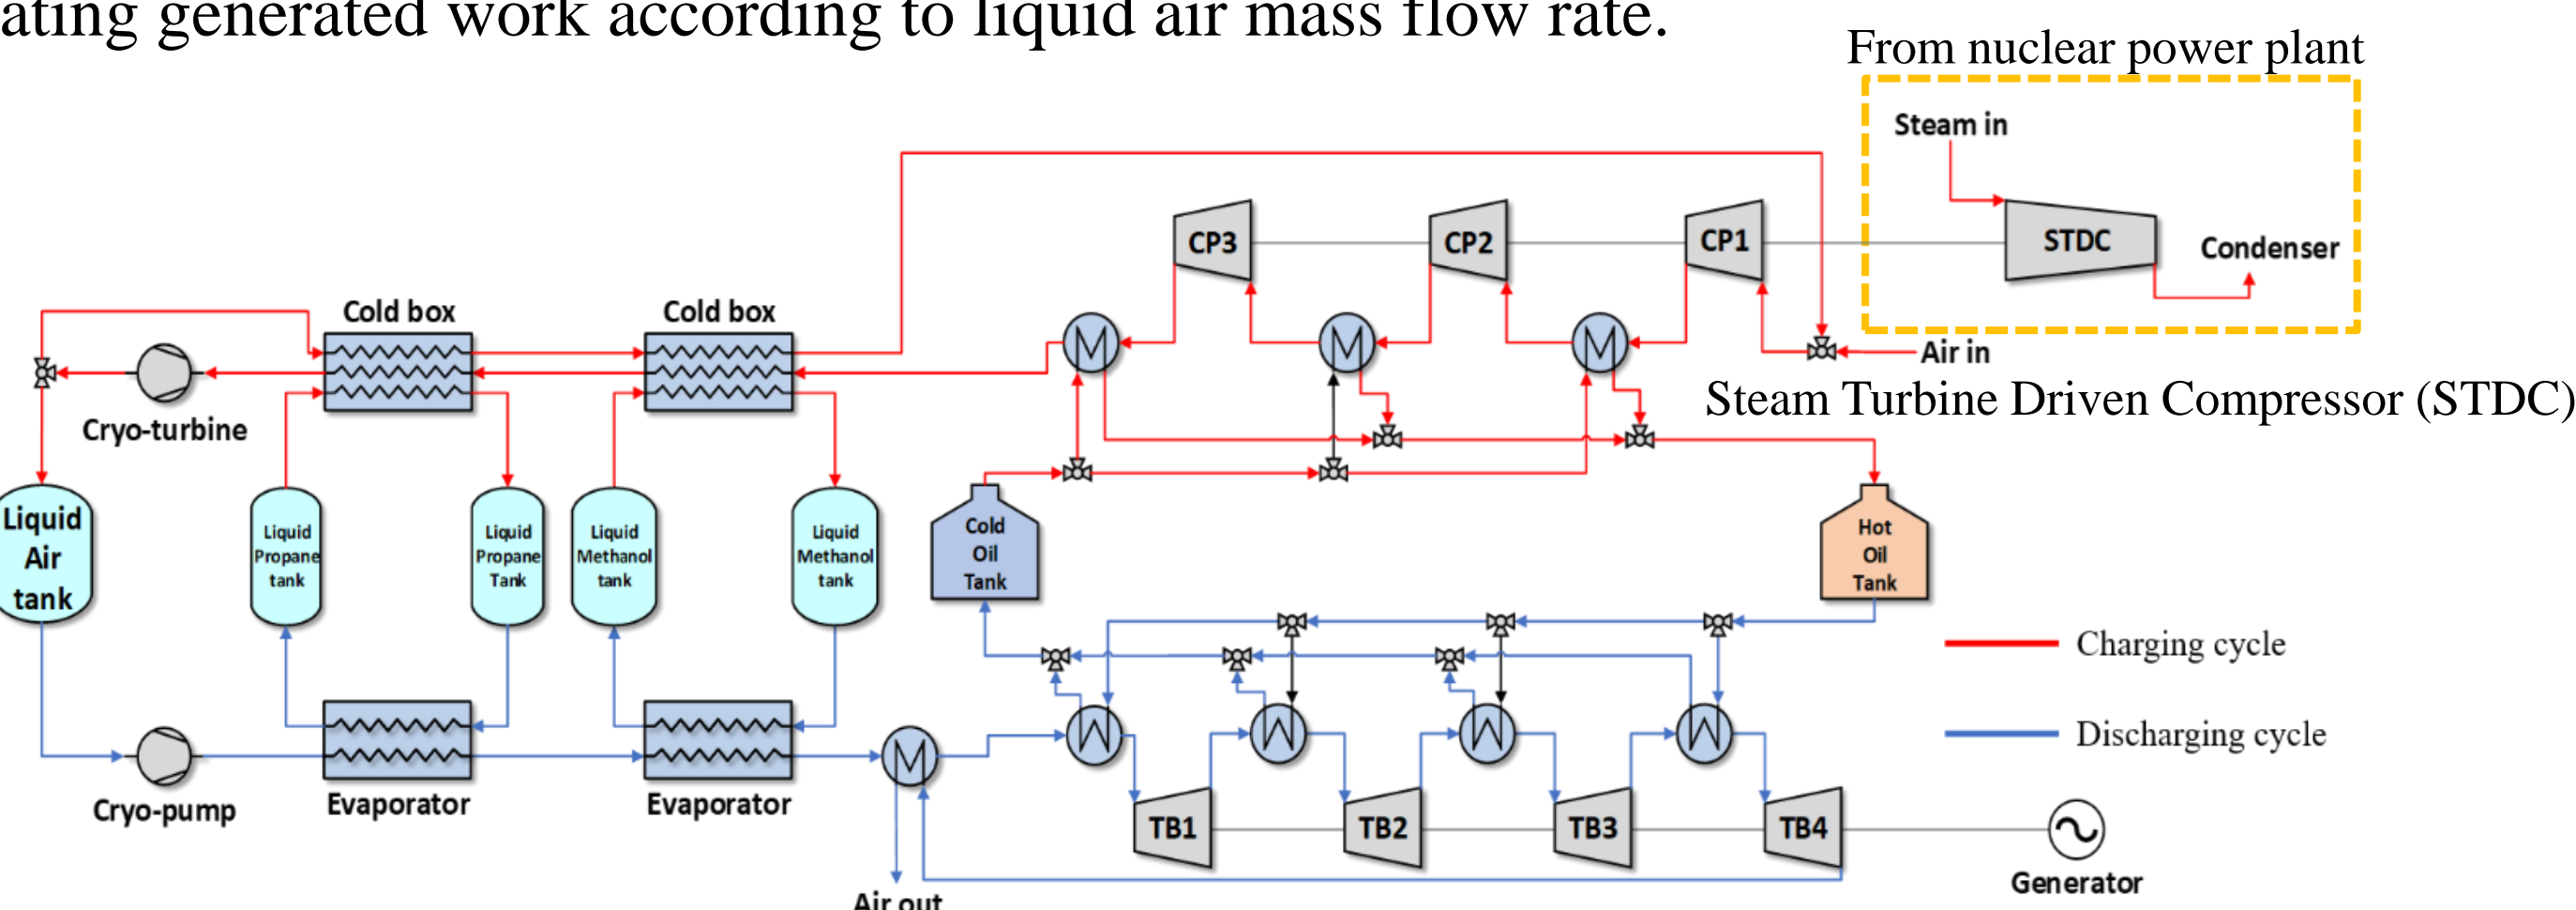 ating generated work according to liquid air mass flow rate.
From nuclear power plant
Steam in
STDC
Condenser
CP3
CP2
CP1
Air in
Steam Turbine Driven Compressor (STDC)
Cold box
Cold box
Cryo-turbine
Liquid
Air
tank
Liquid
Propane
tank
Liquid
Propane
Tank
Liquid
Methanol
tank
Liquid
Methanol
tank
Cold
Oil
Tank
Hot
Oil
Tank
Charging cycle
Discharging cycle
Cryo-pump
Evaporator
Evaporator
TB1
TB2
TB3
TB4
Generator
Air out